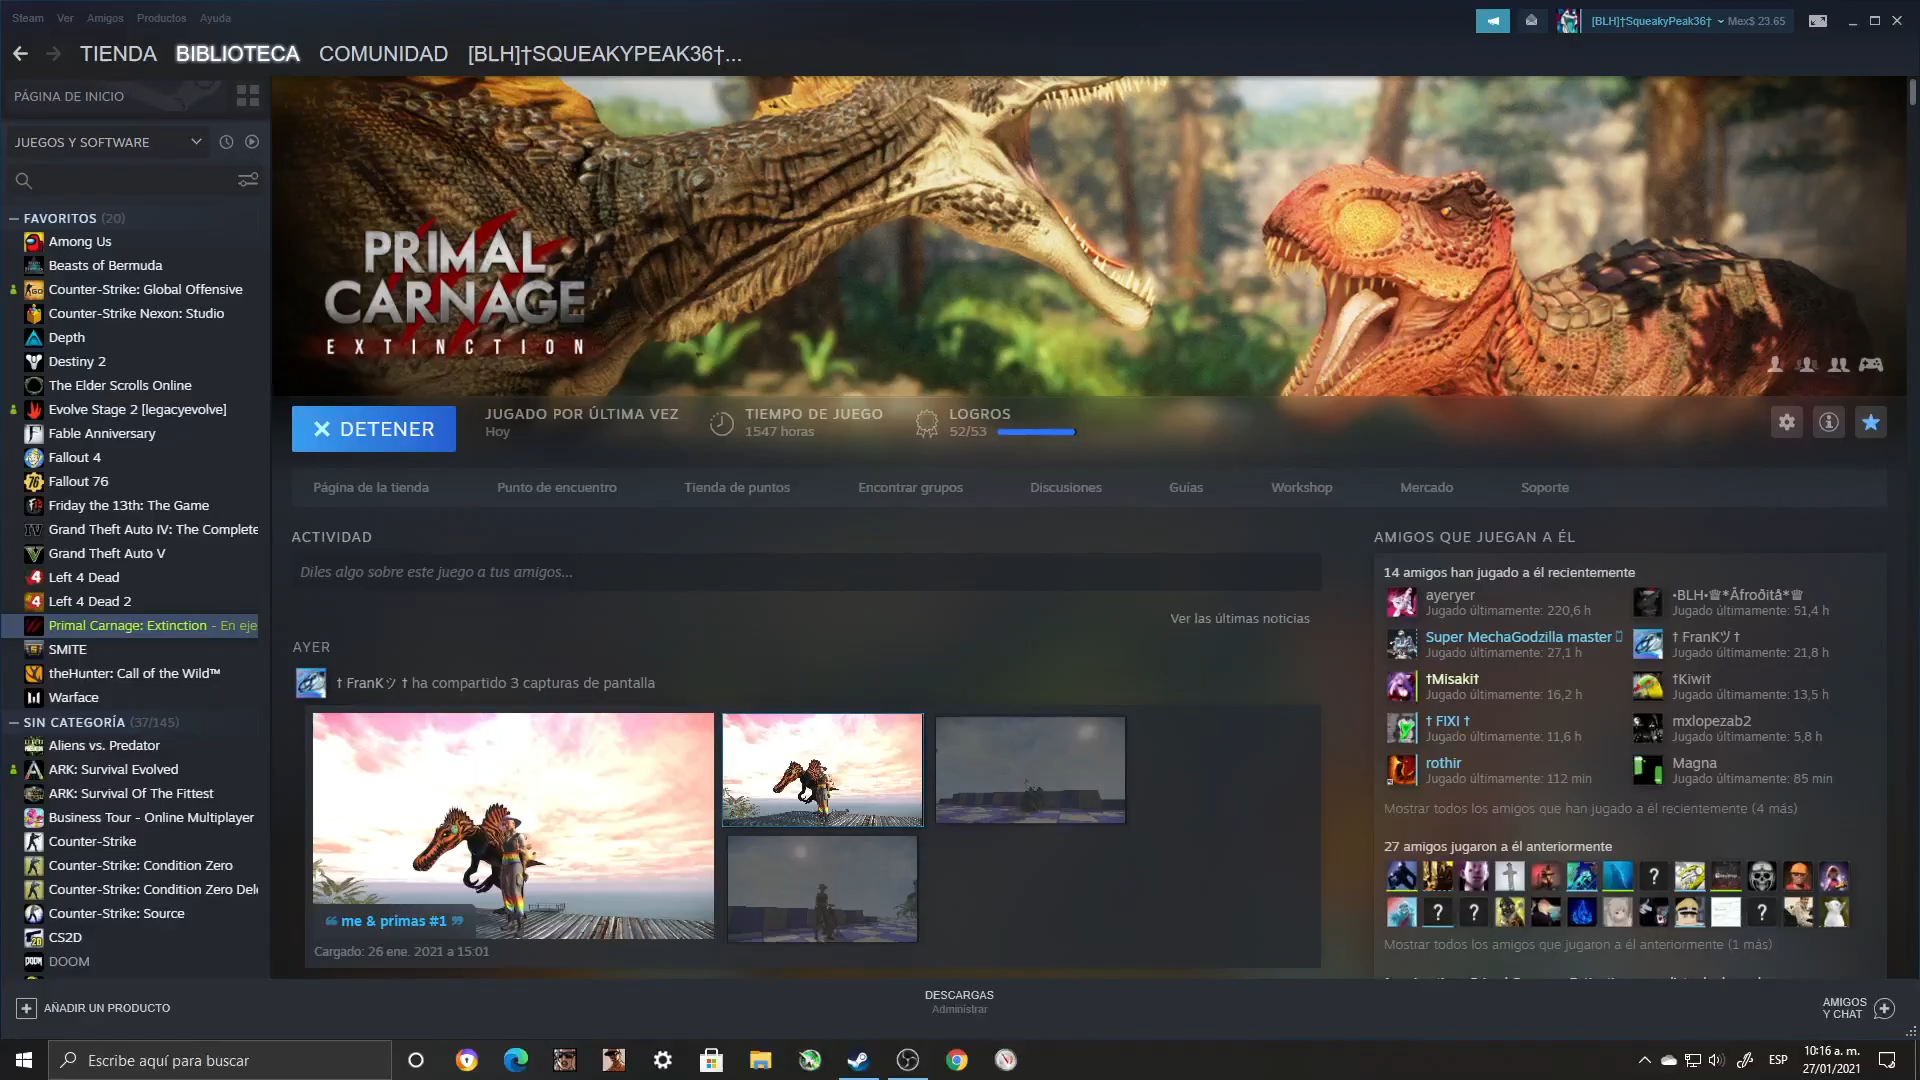 Steam Ver Amigos Productos Ayuda
[BLH]†SqueakyPeak36† Mex$ 23.65
TIENDA BIBLIOTECA COMUNIDAD [BLH]†SQUEAKYPEAK36†...
PÁGINA DE INICIO
JUEGOS Y SOFTWARE
FAVORITOS (20)
Among Us
Beasts of Bermuda
Counter-Strike: Global Offensive
Counter-Strike Nexon: Studio
Depth
Destiny 2
The Elder Scrolls Online
Evolve Stage 2 [legacyevolve]
Fable Anniversary
Fallout 4
Fallout 76
Friday the 13th: The Game
Grand Theft Auto IV: The Complete
Grand Theft Auto V
Left 4 Dead
Left 4 Dead 2
Primal Carnage: Extinction - En eje
SMITE
theHunter: Call of the Wild™
Warface
SIN CATEGORÍA (37/145)
Aliens vs. Predator
ARK: Survival Evolved
ARK: Survival Of The Fittest
Business Tour - Online Multiplayer
Counter-Strike
Counter-Strike: Condition Zero
Counter-Strike: Condition Zero Dele
Counter-Strike: Source
CS2D
DOOM
PRIMAL
CARNAGE
EXTINCTION
DETENER
JUGADO POR ÚLTIMA VEZ
Hoy
TIEMPO DE JUEGO
1547 horas
LOGROS
52/53
Página de la tienda Punto de encuentro Tienda de puntos Encontrar grupos Discusiones Guías Workshop Mercado Soporte
ACTIVIDAD
Diles algo sobre este juego a tus amigos...
Ver las últimas noticias
AYER
† FranKツ † ha compartido 3 capturas de pantalla
me & primas #1
Cargado: 26 ene. 2021 a 15:01
AMIGOS QUE JUEGAN A ÉL
14 amigos han jugado a él recientemente
ayeryer
Jugado últimamente: 220,6 h
•BLH•♕*Åfroðitå*♕
Jugado últimamente: 51,4 h
Super MechaGodzilla master
Jugado últimamente: 27,1 h
† FranKツ †
Jugado últimamente: 21,8 h
†Misaki†
Jugado últimamente: 16,2 h
†Kiwi†
Jugado últimamente: 13,5 h
† FIXI †
Jugado últimamente: 11,6 h
mxlopezab2
Jugado últimamente: 5,8 h
rothir
Jugado últimamente: 112 min
Magna
Jugado últimamente: 85 min
Mostrar todos los amigos que han jugado a él recientemente (4 más)
27 amigos jugaron a él anteriormente
Mostrar todos los amigos que jugaron a él anteriormente (1 más)
AÑADIR UN PRODUCTO
DESCARGAS
Administrar
AMIGOS
Y CHAT
Escribe aquí para buscar
ESP
10:16 a. m.
27/01/2021